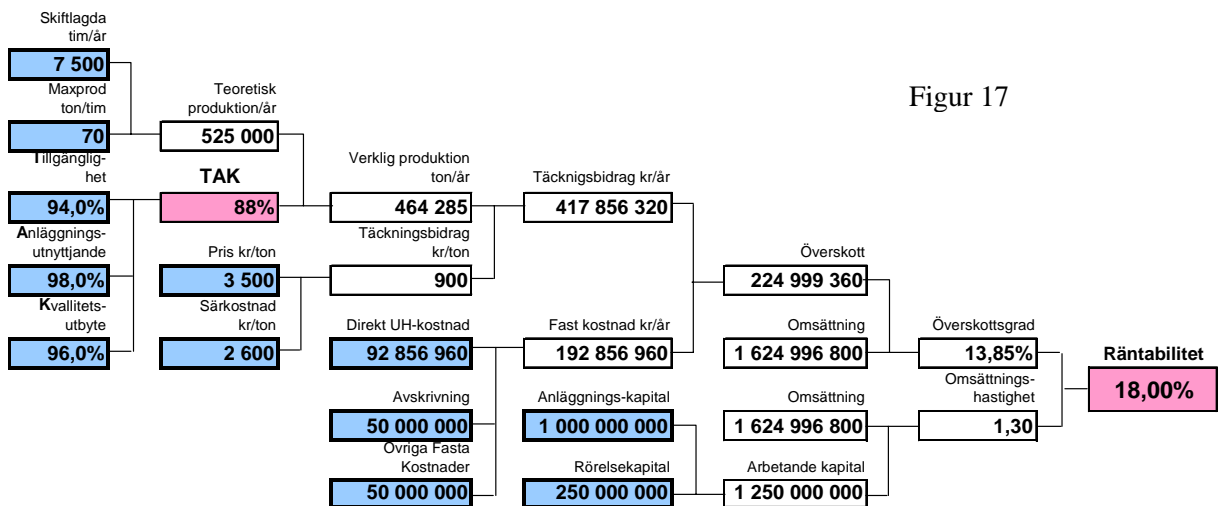 Skiftlagda
tim/år
7 500
Maxprod
ton/tim
70
Teoretisk
produktion/år
525 000
Figur 17
Tillgänglig-
het
94,0%
TAK
88%
Verklig produktion
ton/år
464 285
Täcknigsbidrag kr/år
417 856 320
Anläggnings-
utnyttjande
98,0%
Pris kr/ton
3 500
Täckningsbidrag
kr/ton
900
Överskott
224 999 360
Kvallitets-
utbyte
96,0%
Särkostnad
kr/ton
2 600
Direkt UH-kostnad
92 856 960
Fast kostnad kr/år
192 856 960
Omsättning
1 624 996 800
Överskottsgrad
13,85%
Räntabilitet
18,00%
Avskrivning
50 000 000
Anläggnings-kapital
1 000 000 000
Omsättning
1 624 996 800
Omsättnings-
hastighet
1,30
Övriga Fasta
Kostnader
50 000 000
Rörelsekapital
250 000 000
Arbetande kapital
1 250 000 000